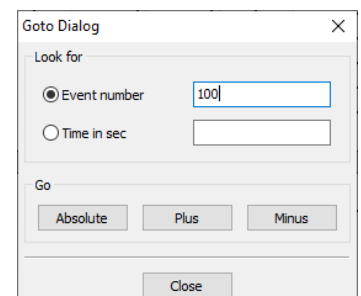 Goto Dialog
Look for
Event number 100
Time in sec
Go
Absolute Plus Minus
Close